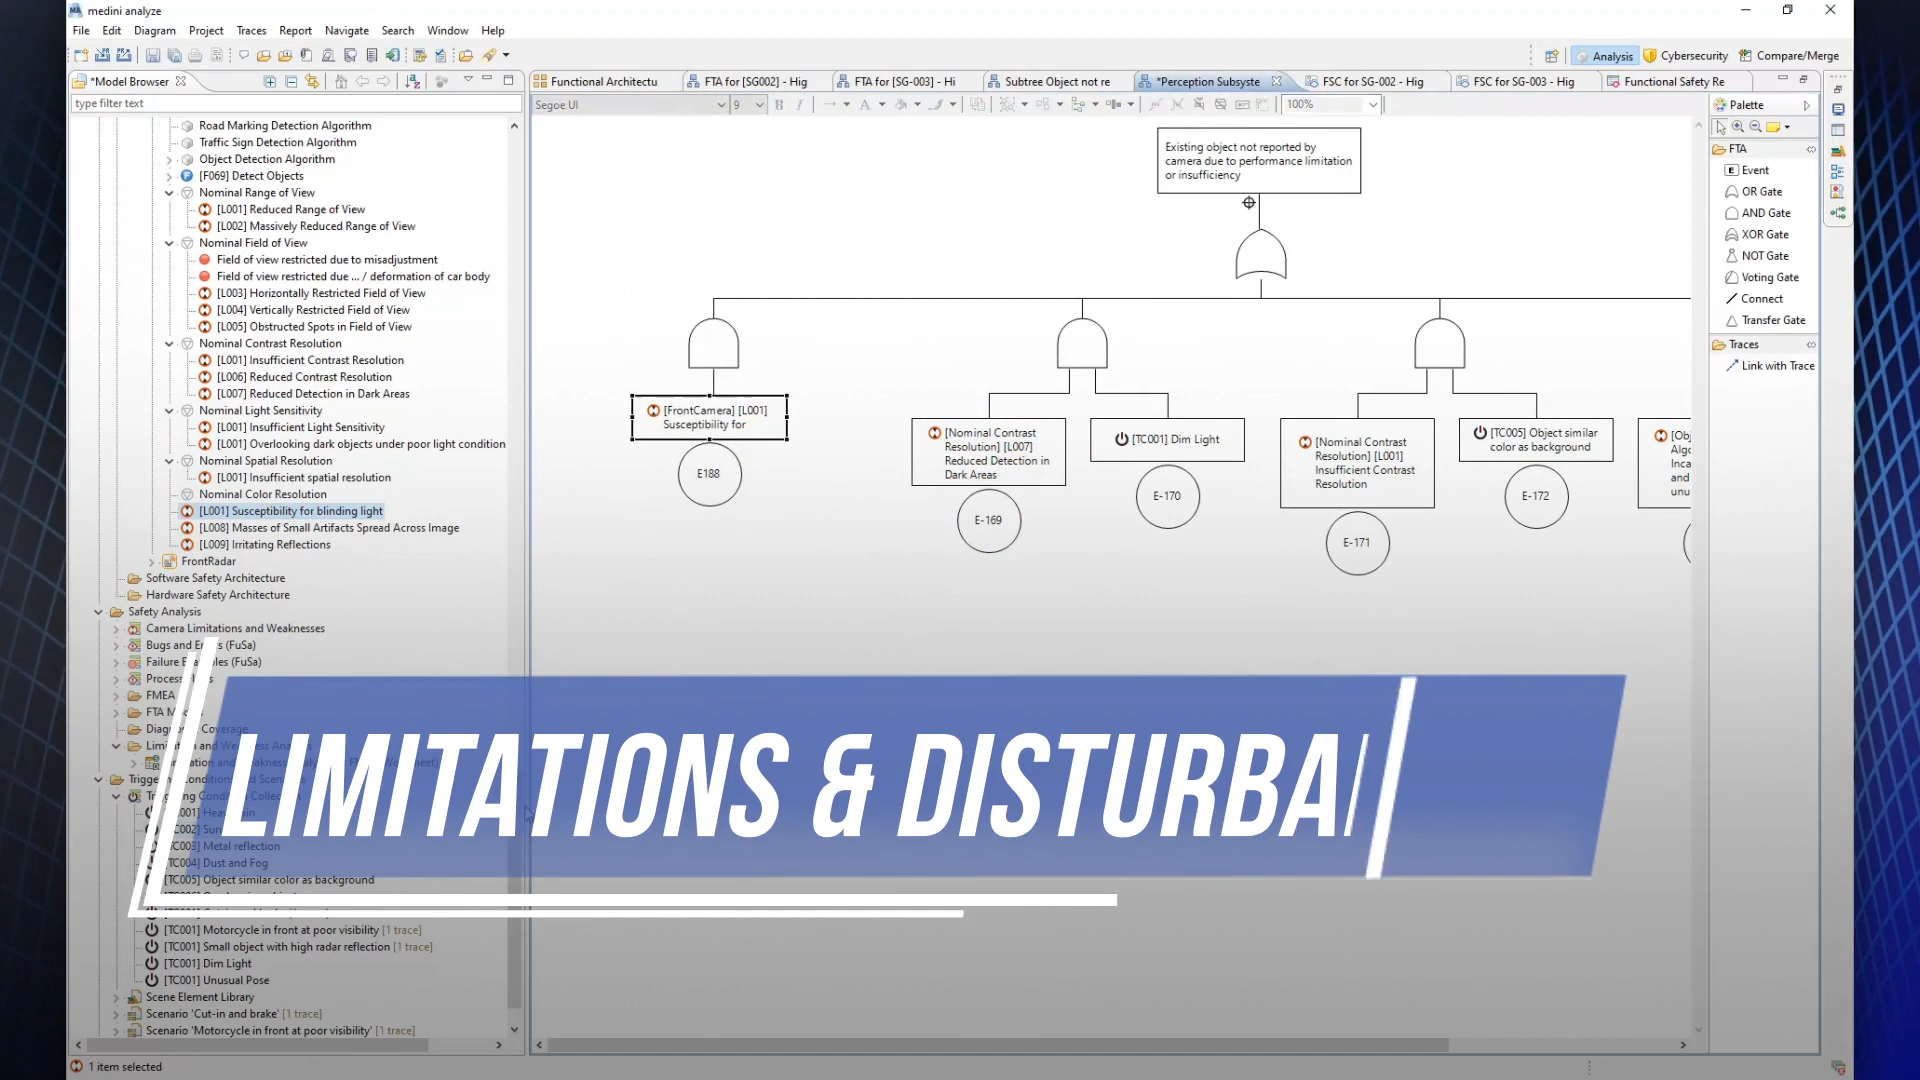 medini analyze
File Edit Diagram Project Traces Report Navigate Search Window Help
Analysis Cybersecurity Compare/Merge
*Model Browser
Functional Architectu
FTA for [SG002] - Hig
FTA for [SG-003] - Hi
Subtree Object not re
*Perception Subsyste
FSC for SG-002 - Hig
FSC for SG-003 - Hig
Functional Safety Re
type filter text
Segoe UI
9
B I
A
100%
Palette
Road Marking Detection Algorithm
Traffic Sign Detection Algorithm
Object Detection Algorithm
[F069] Detect Objects
Nominal Range of View
[L001] Reduced Range of View
[L002] Massively Reduced Range of View
Nominal Field of View
Field of view restricted due to misadjustment
Field of view restricted due ... / deformation of car body
[L003] Horizontally Restricted Field of View
[L004] Vertically Restricted Field of View
[L005] Obstructed Spots in Field of View
Nominal Contrast Resolution
[L001] Insufficient Contrast Resolution
[L006] Reduced Contrast Resolution
[L007] Reduced Detection in Dark Areas
Nominal Light Sensitivity
[L001] Insufficient Light Sensitivity
[L001] Overlooking dark objects under poor light condition
Nominal Spatial Resolution
[L001] Insufficient spatial resolution
Nominal Color Resolution
[L001] Susceptibility for blinding light
[L008] Masses of Small Artifacts Spread Across Image
[L009] Irritating Reflections
FrontRadar
Software Safety Architecture
Hardware Safety Architecture
Safety Analysis
Camera Limitations and Weaknesses
Bugs and (FuSa)
Failure (FuSa)
FMEA
FTA
Coverage
and
[TC003] Metal reflection
TC004] Dust and Fog
[TC005] Object similar color as background
[TC001] Motorcycle in front at poor visibility [1 trace]
[TC001] Small object with high radar reflection [1 trace]
[TC001] Dim Light
[TC001] Unusual Pose
Scene Element Library
Scenario 'Cut-in and brake' [1 trace]
Scenario 'Motorcycle in front at poor visibility' [1 trace]
1 item selected
Existing object not reported by
camera due to performance limitation
or insufficiency
[FrontCamera] [L001]
Susceptibility for
E188
[Nominal Contrast
Resolution] [L007]
Reduced Detection in
Dark Areas
E-169
[TC001] Dim Light
E-170
[Nominal Contrast
Resolution] [L001]
Insufficient Contrast
Resolution
E-171
[TC005] Object similar
color as background
E-172
[Obj
Algo
Inca
and
unu
FTA
Event
OR Gate
AND Gate
XOR Gate
NOT Gate
Voting Gate
Connect
Transfer Gate
Traces
Link with Trace
LIMITATIONS & DISTURBA